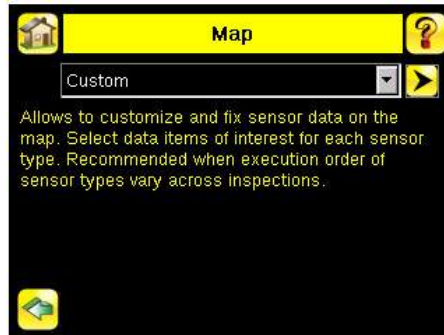 Map
?
Custom
Allows to customize and fix sensor data on the
map. Select data items of interest for each sensor
type. Recommended when execution order of
sensor types vary across inspections.